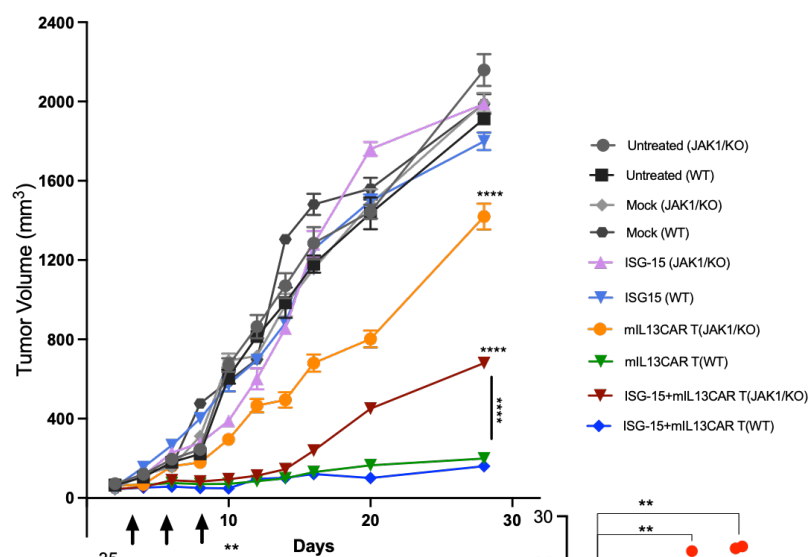 2400
2000
1600
1200
800
400
0
Tumor Volume (mm3)
10
20
30
Days
****
****
****
**
Untreated (JAK1/KO)
Untreated (WT)
Mock (JAK1/KO)
Mock (WT)
ISG-15 (JAK1/KO)
ISG15 (WT)
mIL13CAR T(JAK1/KO)
mIL13CAR T(WT)
ISG-15+mIL13CAR T(JAK1/KO)
ISG-15+mIL13CAR T(WT)
30
**
**